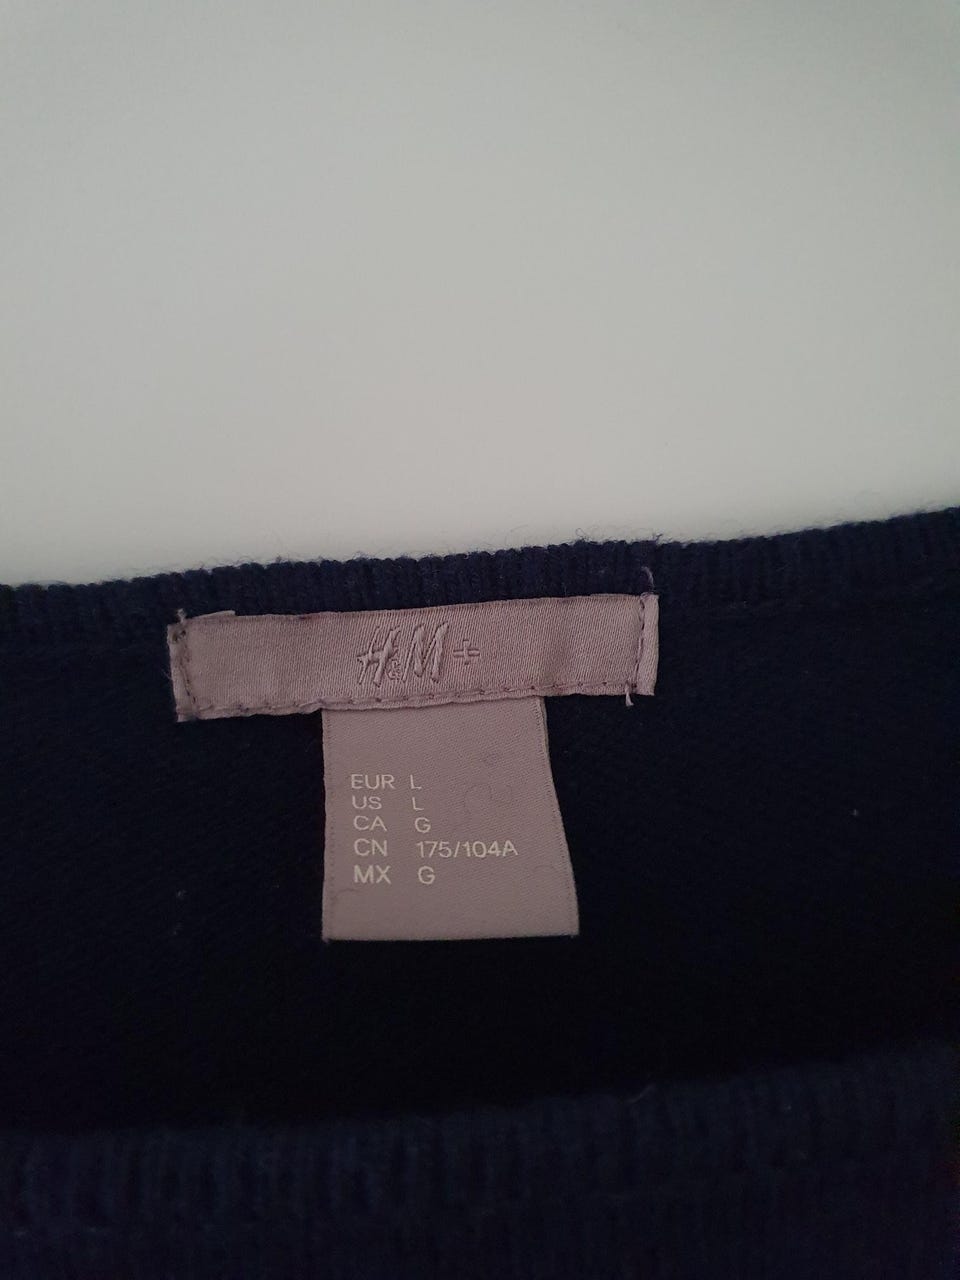 H&M+
EUR L
US L
CA G
CN 175/104A
MX G